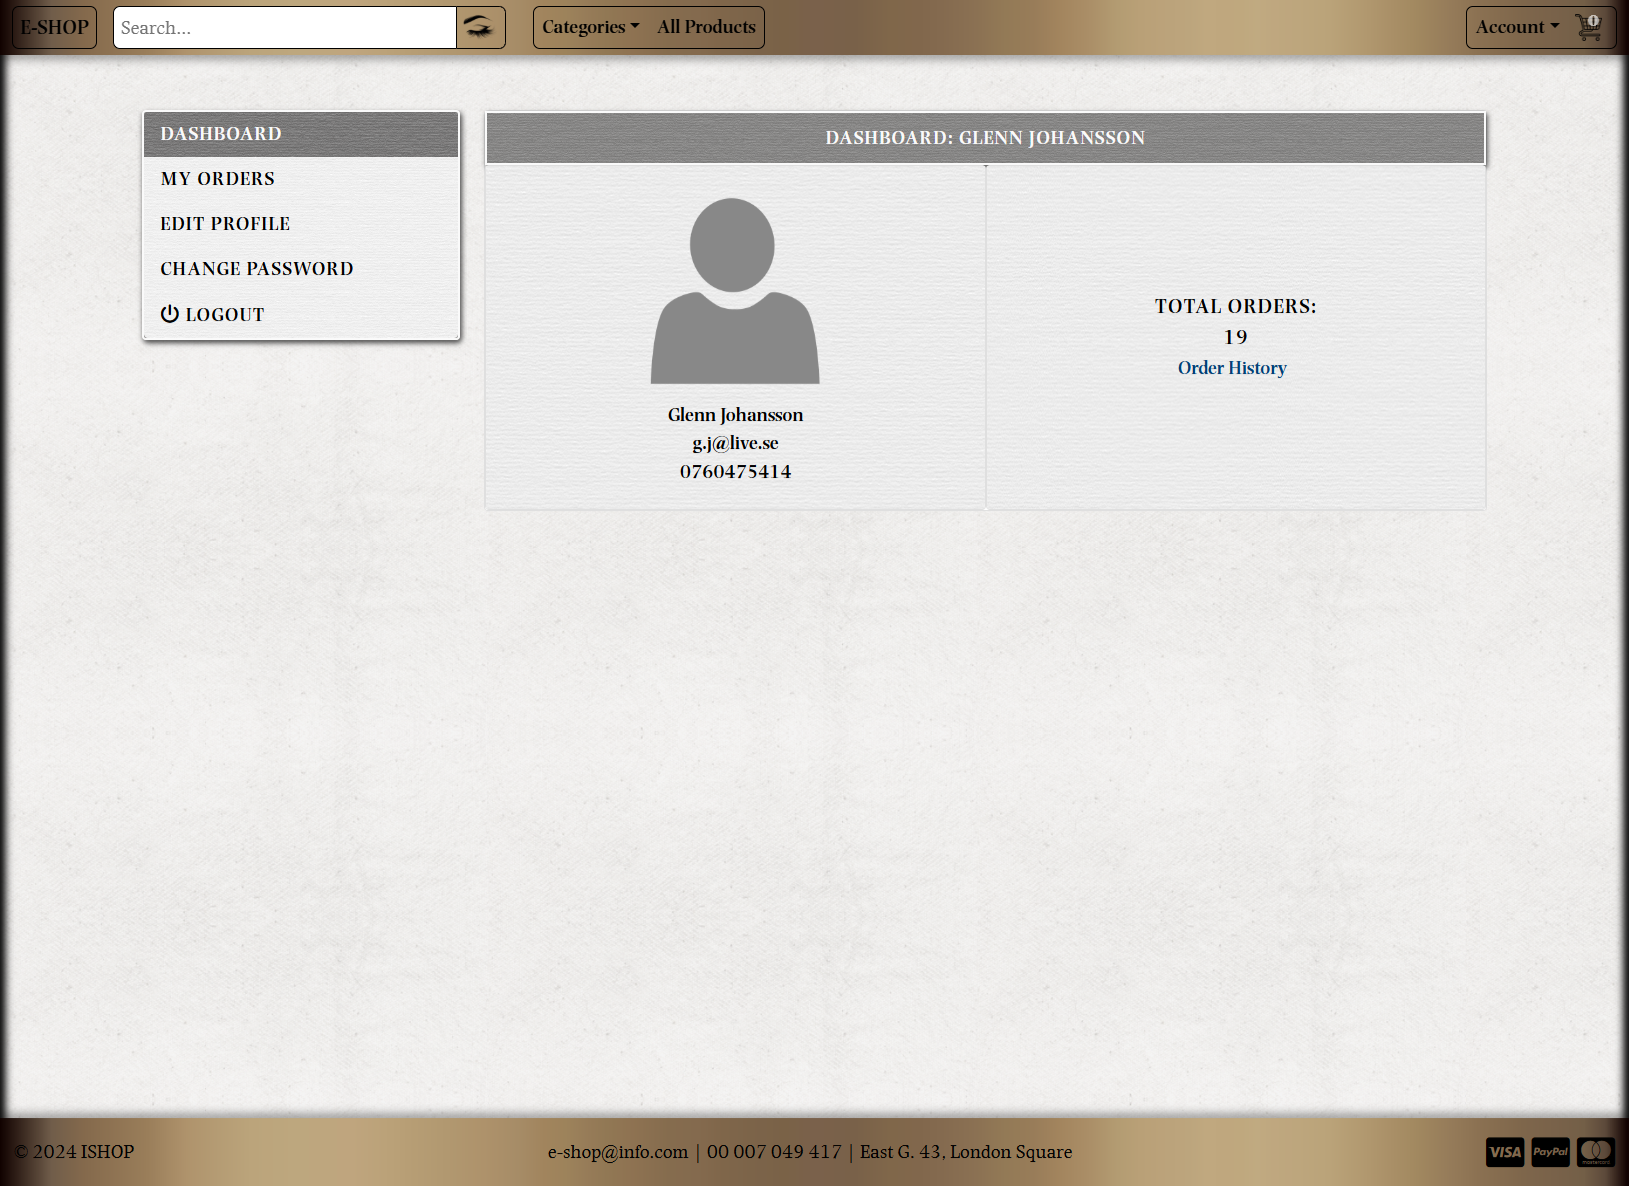 E-SHOP
Search...
Categories
All Products
Account
1
DASHBOARD
MY ORDERS
EDIT PROFILE
CHANGE PASSWORD
LOGOUT
DASHBOARD: GLENN JOHANSSON
Glenn Johansson
g.j@live.se
0760475414
TOTAL ORDERS:
19
Order History
© 2024 ISHOP
e-shop@info.com | 00 007 049 417 | East G. 43, London Square
VISA
PayPal
mastercard